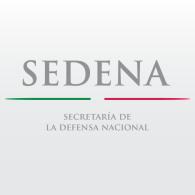 SEDENA
SECRETARÍA DE
LA DEFENSA NACIONAL